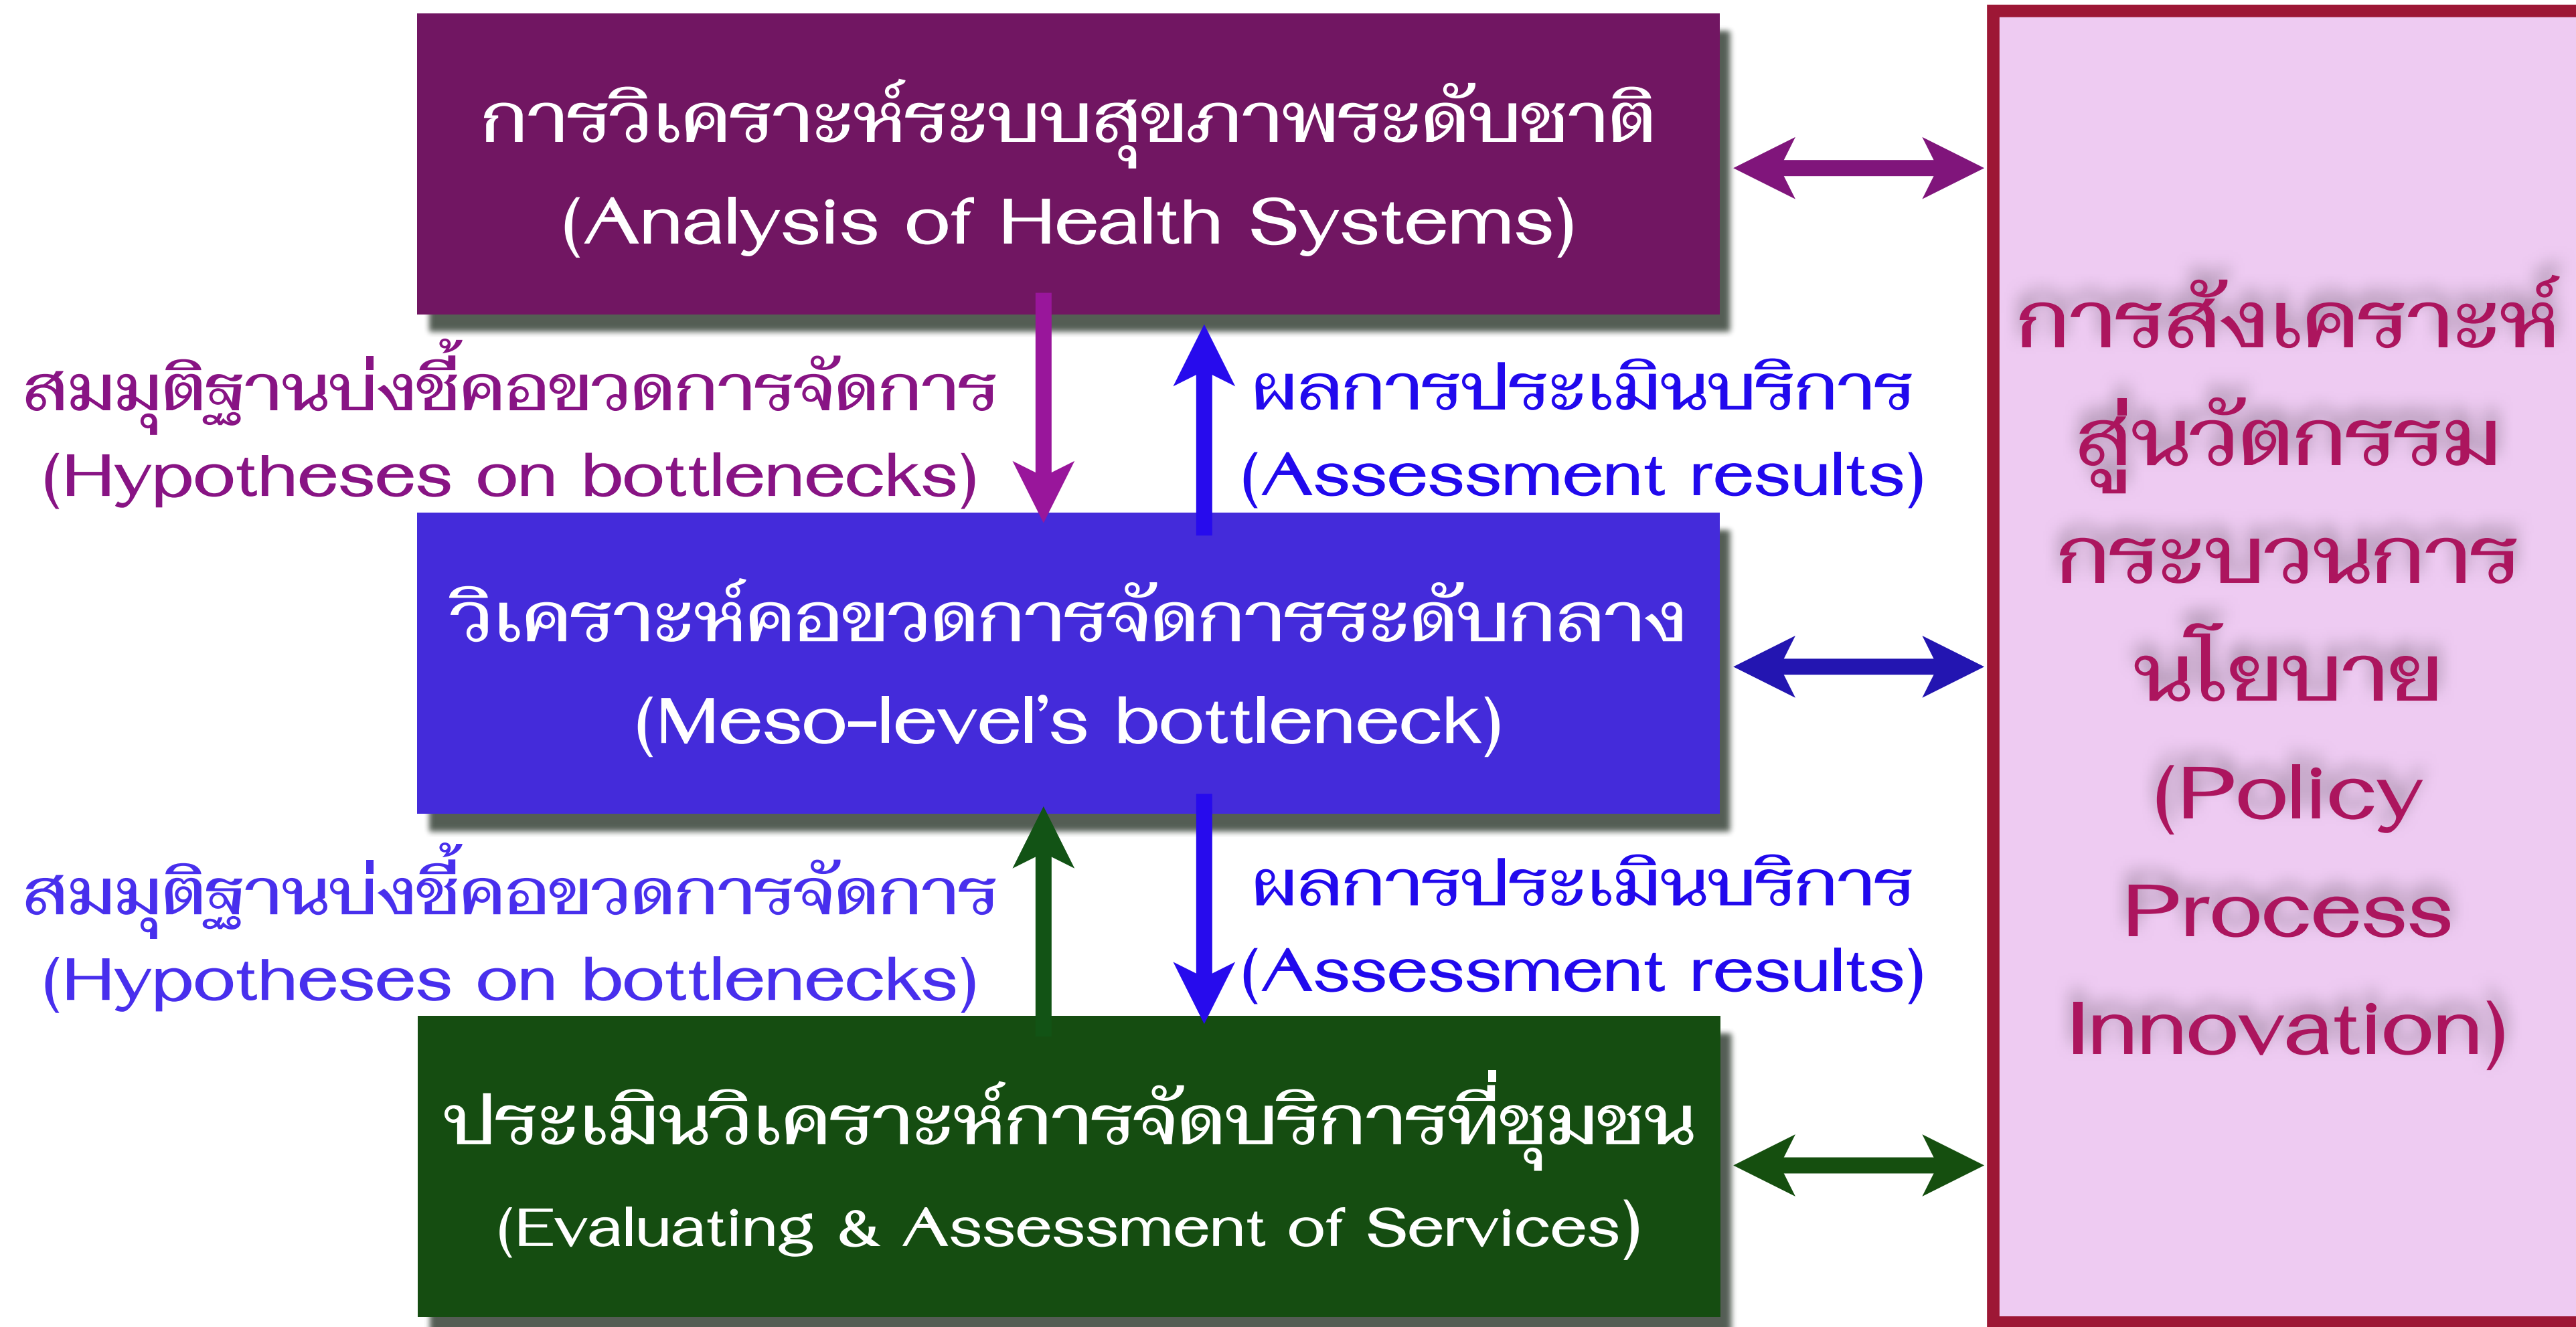 การวิเคราะห์ระบบสุขภาพระดับชาติ
(Analysis of Health Systems)
สมมุติฐานบ่งชี้คอขวดการจัดการ
(Hypotheses on bottlenecks)
ผลการประเมินบริการ
(Assessment results)
วิเคราะห์คอขวดการจัดการระดับกลาง
(Meso-level’s bottleneck)
สมมุติฐานบ่งชี้คอขวดการจัดการ
(Hypotheses on bottlenecks)
ผลการประเมินบริการ
(Assessment results)
ประเมินวิเคราะห์การจัดบริการที่ชุมชน
(Evaluating & Assessment of Services)
การสังเคราะห์
สู่นวัตกรรม
กระบวนการ
นโยบาย
(Policy
Process
Innovation)